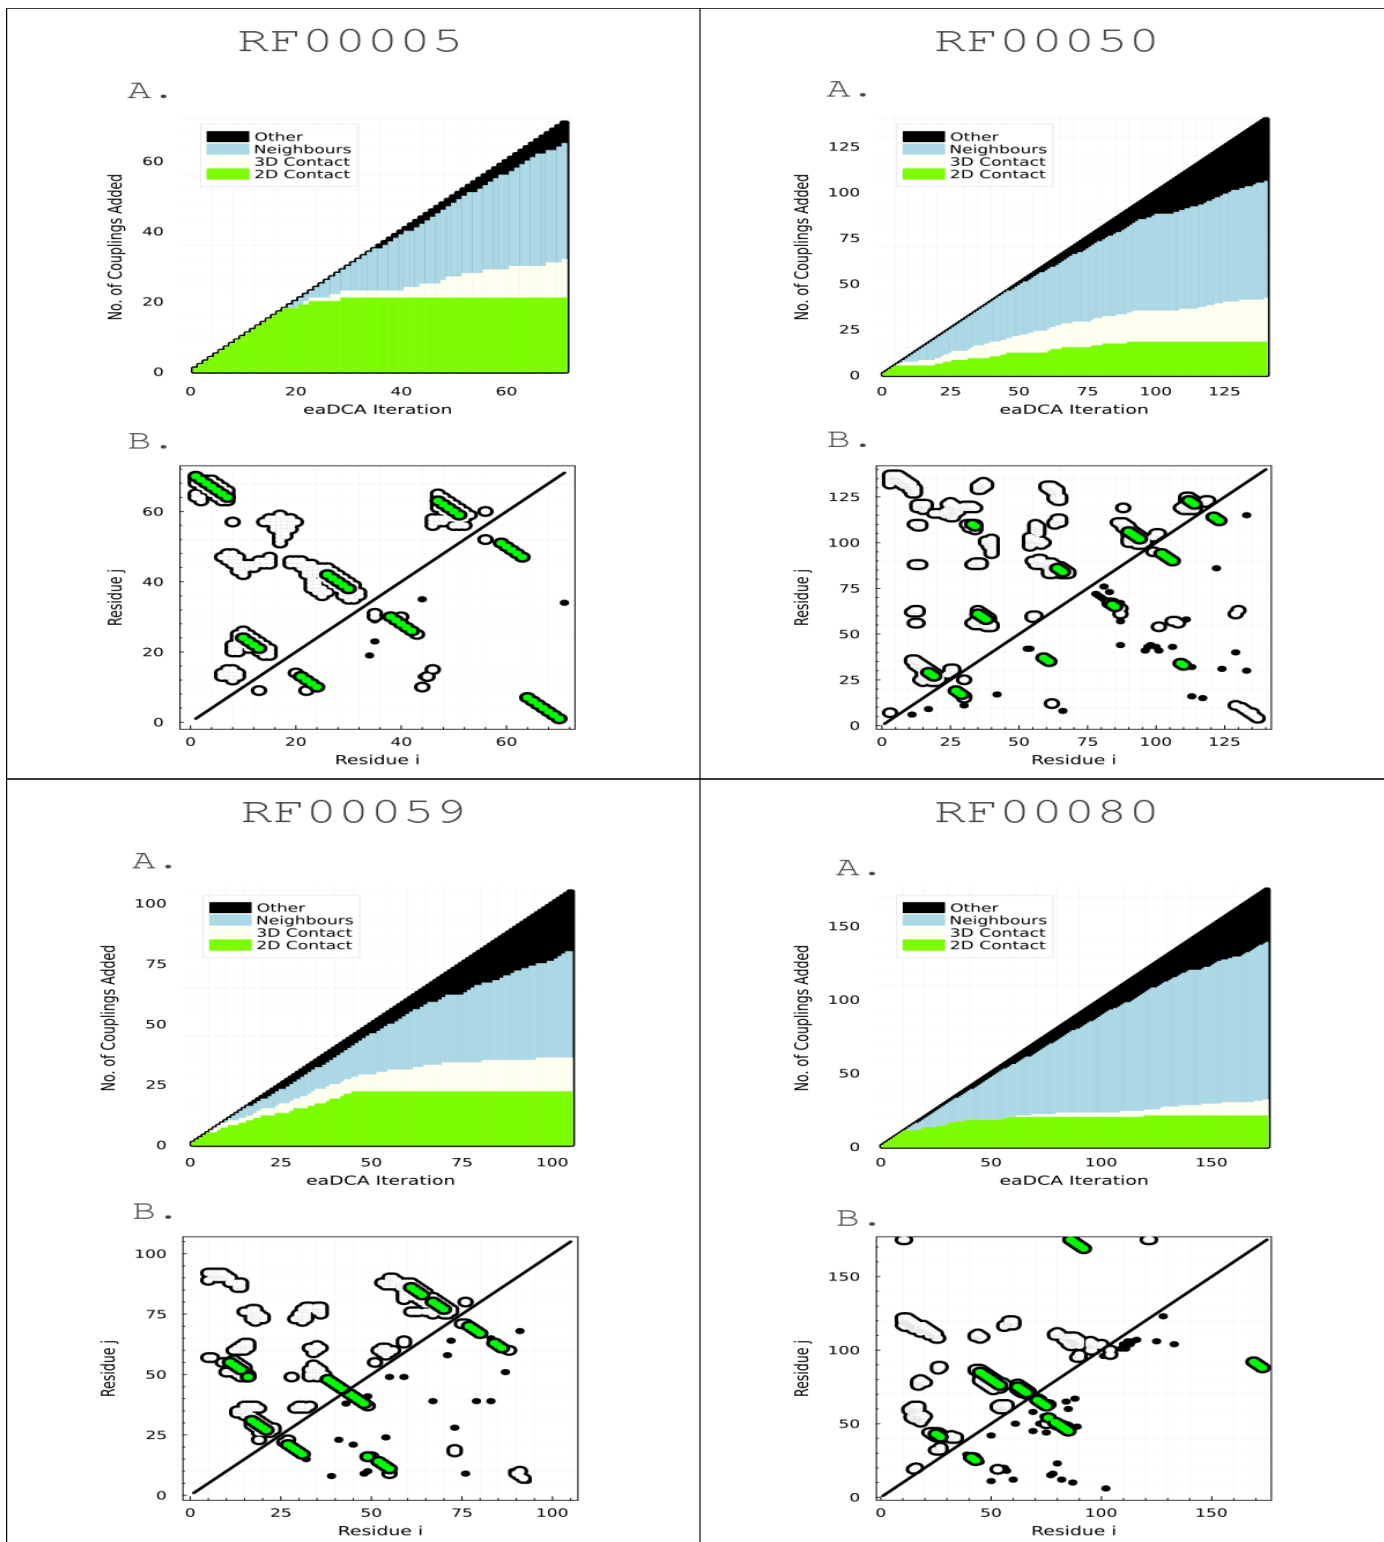 RF00005
A.
Other
Neighbours
3D Contact
2D Contact
No. of Couplings Added
60
40
20
0
0 20 40 60
eaDCA Iteration
B.
Residue j
60
40
20
0
0 20 40 60
Residue i
RF00050
A.
Other
Neighbours
3D Contact
2D Contact
No. of Couplings Added
125
100
75
50
25
0
0 25 50 75 100 125
eaDCA Iteration
B.
Residue j
125
100
75
50
25
0
0 25 50 75 100 125
Residue i
RF00059
A.
Other
Neighbours
3D Contact
2D Contact
No. of Couplings Added
100
75
50
25
0
0 25 50 75 100
eaDCA Iteration
B.
Residue j
100
75
50
25
0
0 25 50 75 100
Residue i
RF00080
A.
Other
Neighbours
3D Contact
2D Contact
No. of Couplings Added
150
100
50
0
0 50 100 150
eaDCA Iteration
B.
Residue j
150
100
50
0
0 50 100 150
Residue i